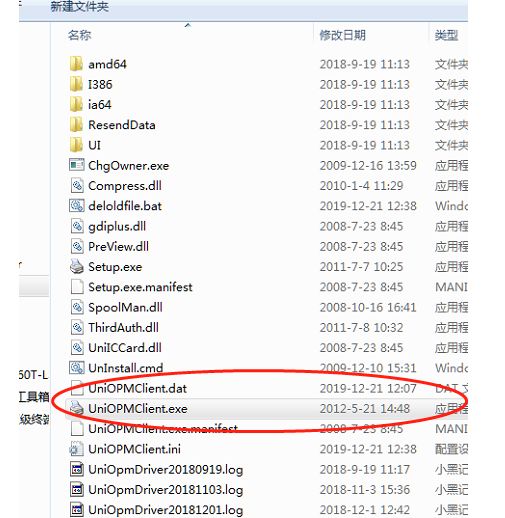 新建文件夹
名称 修改日期 类型
amd64 2018-9-19 11:13 文件夹
I386 2018-9-19 11:13 文件夹
ia64 2018-9-19 11:13 文件夹
ResendData 2018-9-19 11:13 文件夹
UI 2018-9-19 11:13 文件夹
ChgOwner.exe 2009-12-16 13:59 应用程
Compress.dll 2010-1-4 11:29 应用程
deloldfile.bat 2019-12-21 12:38 Windo
gdiplus.dll 2008-7-23 8:45 应用程
PreView.dll 2008-7-23 8:45 应用程
Setup.exe 2011-7-7 10:25 应用程
Setup.exe.manifest 2008-7-23 8:45 MANI
SpoolMan.dll 2008-10-16 16:41 应用程
ThirdAuth.dll 2011-7-8 10:32 应用程
UniICCard.dll 2008-7-23 8:45 应用程
UnInstall.cmd 2009-12-10 15:31 Windo
60T-L UniOPMClient.dat 2019-12-21 12:07 DAT 文
工具箱 UniOPMClient.exe 2012-5-21 14:48 应用程
级终端 UniOPMClient.exe.manifest 2008-7-23 8:45 MANI
UniOPMClient.ini 2019-12-21 12:38 配置设
UniOpmDriver20180919.log 2018-9-19 11:17 小黑记
UniOpmDriver20181103.log 2018-11-3 15:36 小黑记
UniOpmDriver20181201.log 2018-12-1 12:42 小黑记